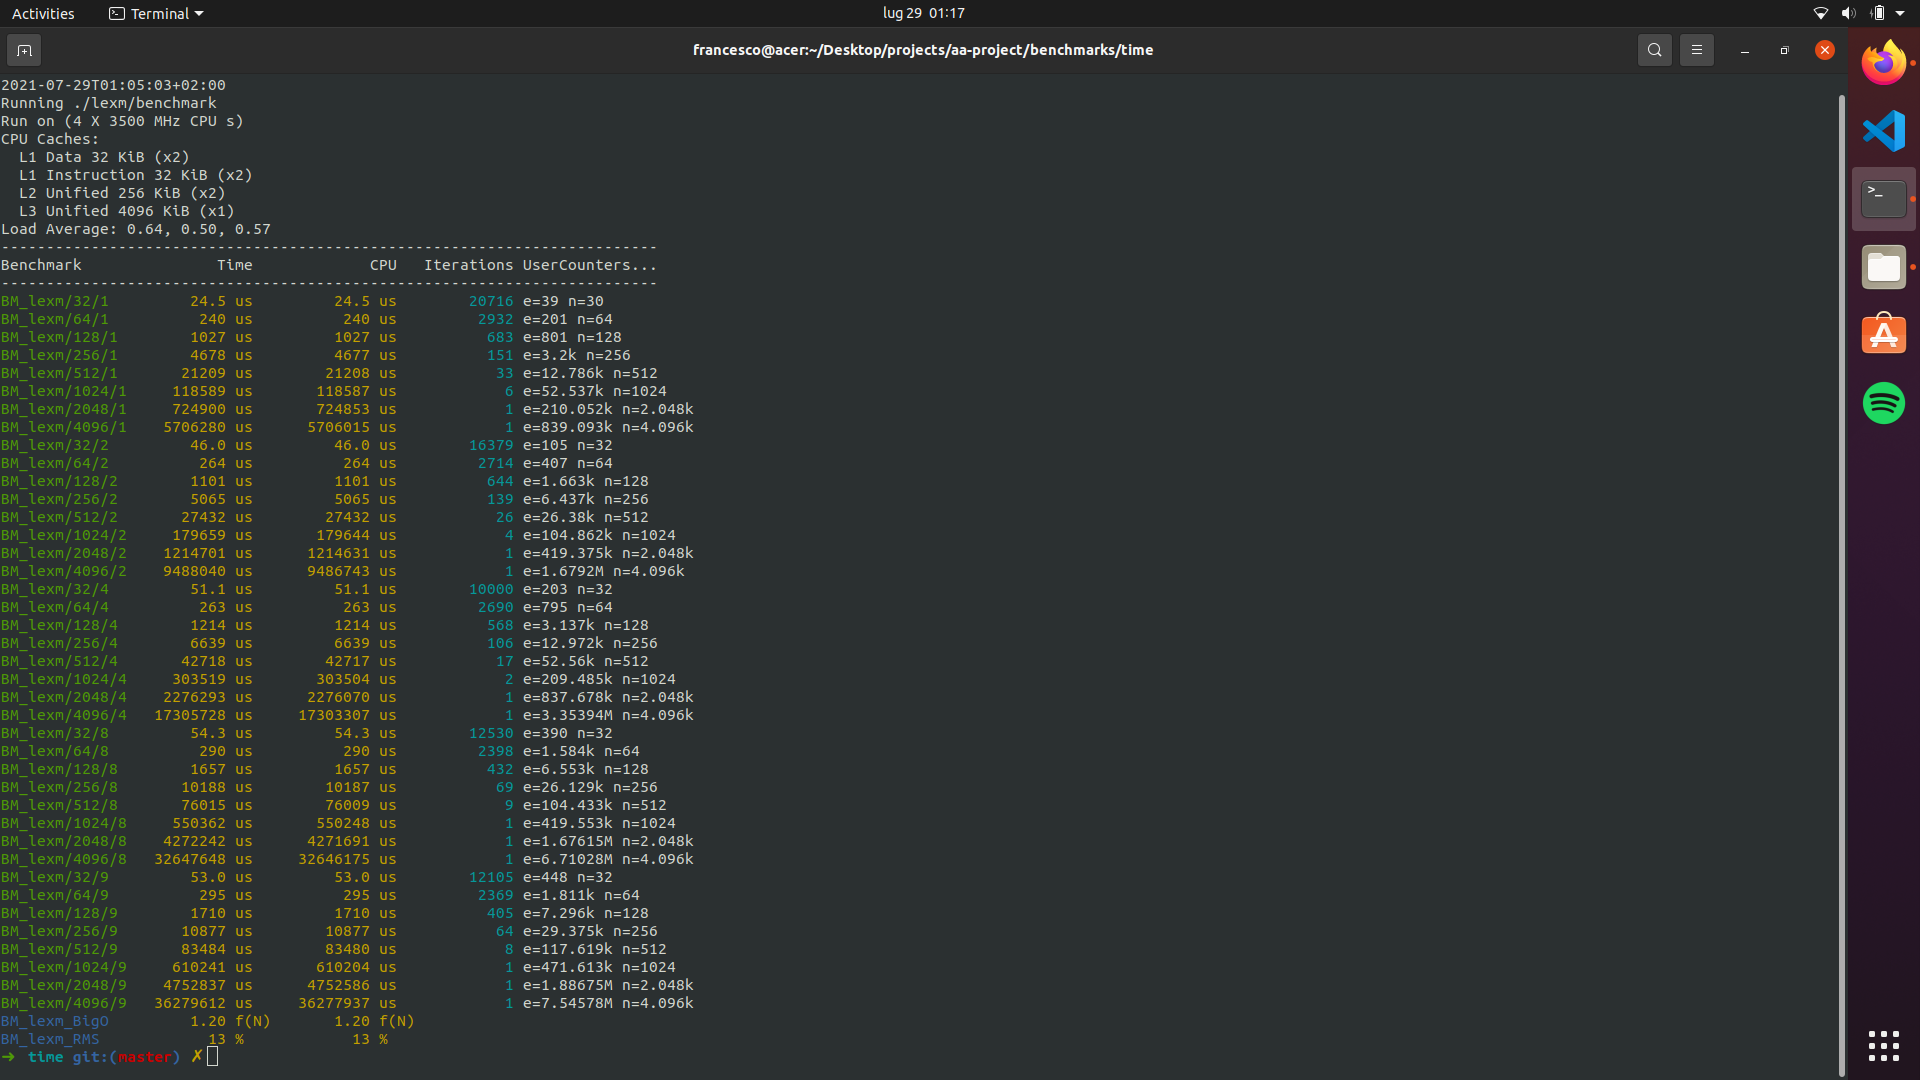 Activities Terminal lug 29 01:17
francesco@acer:~/Desktop/projects/aa-project/benchmarks/time
2021-07-29T01:05:03+02:00
Running ./lexm/benchmark
Run on (4 X 3500 MHz CPU s)
CPU Caches:
  L1 Data 32 KiB (x2)
  L1 Instruction 32 KiB (x2)
  L2 Unified 256 KiB (x2)
  L3 Unified 4096 KiB (x1)
Load Average: 0.64, 0.50, 0.57
-------------------------------------------------------------------------
Benchmark               Time             CPU   Iterations UserCounters...
-------------------------------------------------------------------------
BM_lexm/32/1         24.5 us         24.5 us        20716 e=39 n=30
BM_lexm/64/1          240 us          240 us         2932 e=201 n=64
BM_lexm/128/1        1027 us         1027 us          683 e=801 n=128
BM_lexm/256/1        4678 us         4677 us          151 e=3.2k n=256
BM_lexm/512/1       21209 us        21208 us           33 e=12.786k n=512
BM_lexm/1024/1     118589 us       118587 us            6 e=52.537k n=1024
BM_lexm/2048/1     724900 us       724853 us            1 e=210.052k n=2.048k
BM_lexm/4096/1    5706280 us      5706015 us            1 e=839.093k n=4.096k
BM_lexm/32/2         46.0 us         46.0 us        16379 e=105 n=32
BM_lexm/64/2          264 us          264 us         2714 e=407 n=64
BM_lexm/128/2        1101 us         1101 us          644 e=1.663k n=128
BM_lexm/256/2        5065 us         5065 us          139 e=6.437k n=256
BM_lexm/512/2       27432 us        27432 us           26 e=26.38k n=512
BM_lexm/1024/2     179659 us       179644 us            4 e=104.862k n=1024
BM_lexm/2048/2    1214701 us      1214631 us            1 e=419.375k n=2.048k
BM_lexm/4096/2    9488040 us      9486743 us            1 e=1.6792M n=4.096k
BM_lexm/32/4         51.1 us         51.1 us        10000 e=203 n=32
BM_lexm/64/4          263 us          263 us         2690 e=795 n=64
BM_lexm/128/4        1214 us         1214 us          568 e=3.137k n=128
BM_lexm/256/4        6639 us         6639 us          106 e=12.972k n=256
BM_lexm/512/4       42718 us        42717 us           17 e=52.56k n=512
BM_lexm/1024/4     303519 us       303504 us            2 e=209.485k n=1024
BM_lexm/2048/4    2276293 us      2276070 us            1 e=837.678k n=2.048k
BM_lexm/4096/4   17305728 us     17303307 us            1 e=3.35394M n=4.096k
BM_lexm/32/8         54.3 us         54.3 us        12530 e=390 n=32
BM_lexm/64/8          290 us          290 us         2398 e=1.584k n=64
BM_lexm/128/8        1657 us         1657 us          432 e=6.553k n=128
BM_lexm/256/8       10188 us        10187 us           69 e=26.129k n=256
BM_lexm/512/8       76015 us        76009 us            9 e=104.433k n=512
BM_lexm/1024/8     550362 us       550248 us            1 e=419.553k n=1024
BM_lexm/2048/8    4272242 us      4271691 us            1 e=1.67615M n=2.048k
BM_lexm/4096/8   32647648 us     32646175 us            1 e=6.71028M n=4.096k
BM_lexm/32/9         53.0 us         53.0 us        12105 e=448 n=32
BM_lexm/64/9          295 us          295 us         2369 e=1.811k n=64
BM_lexm/128/9        1710 us         1710 us          405 e=7.296k n=128
BM_lexm/256/9       10877 us        10877 us           64 e=29.375k n=256
BM_lexm/512/9       83484 us        83480 us            8 e=117.619k n=512
BM_lexm/1024/9     610241 us       610204 us            1 e=471.613k n=1024
BM_lexm/2048/9    4752837 us      4752586 us            1 e=1.88675M n=2.048k
BM_lexm/4096/9   36279612 us     36277937 us            1 e=7.54578M n=4.096k
BM_lexm_BigO         1.20 f(N)       1.20 f(N)
BM_lexm_RMS            13 %            13 %
➜  time git:(master) ✗